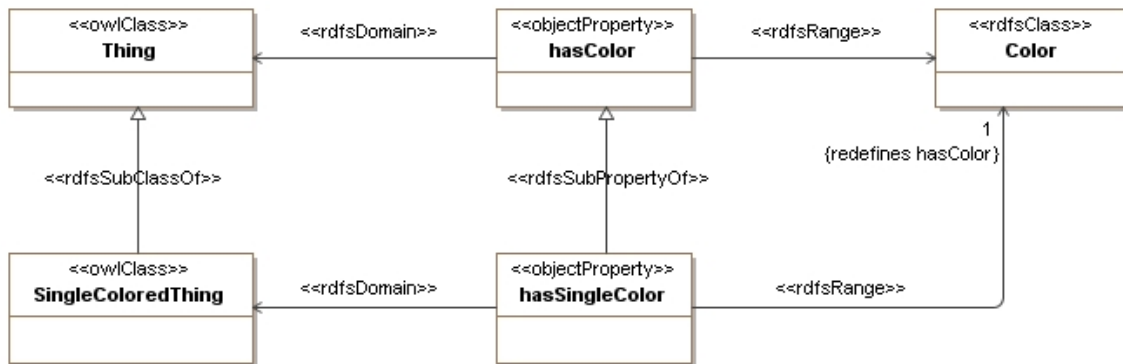 <<owlClass>>
Thing
<<rdfsDomain>>
<<objectProperty>>
hasColor
<<rdfsRange>>
<<rdfsClass>>
Color
1
{redefines hasColor}
<<rdfsSubClassOf>>
<<rdfsSubPropertyOf>>
<<owlClass>>
SingleColoredThing
<<rdfsDomain>>
<<objectProperty>>
hasSingleColor
<<rdfsRange>>